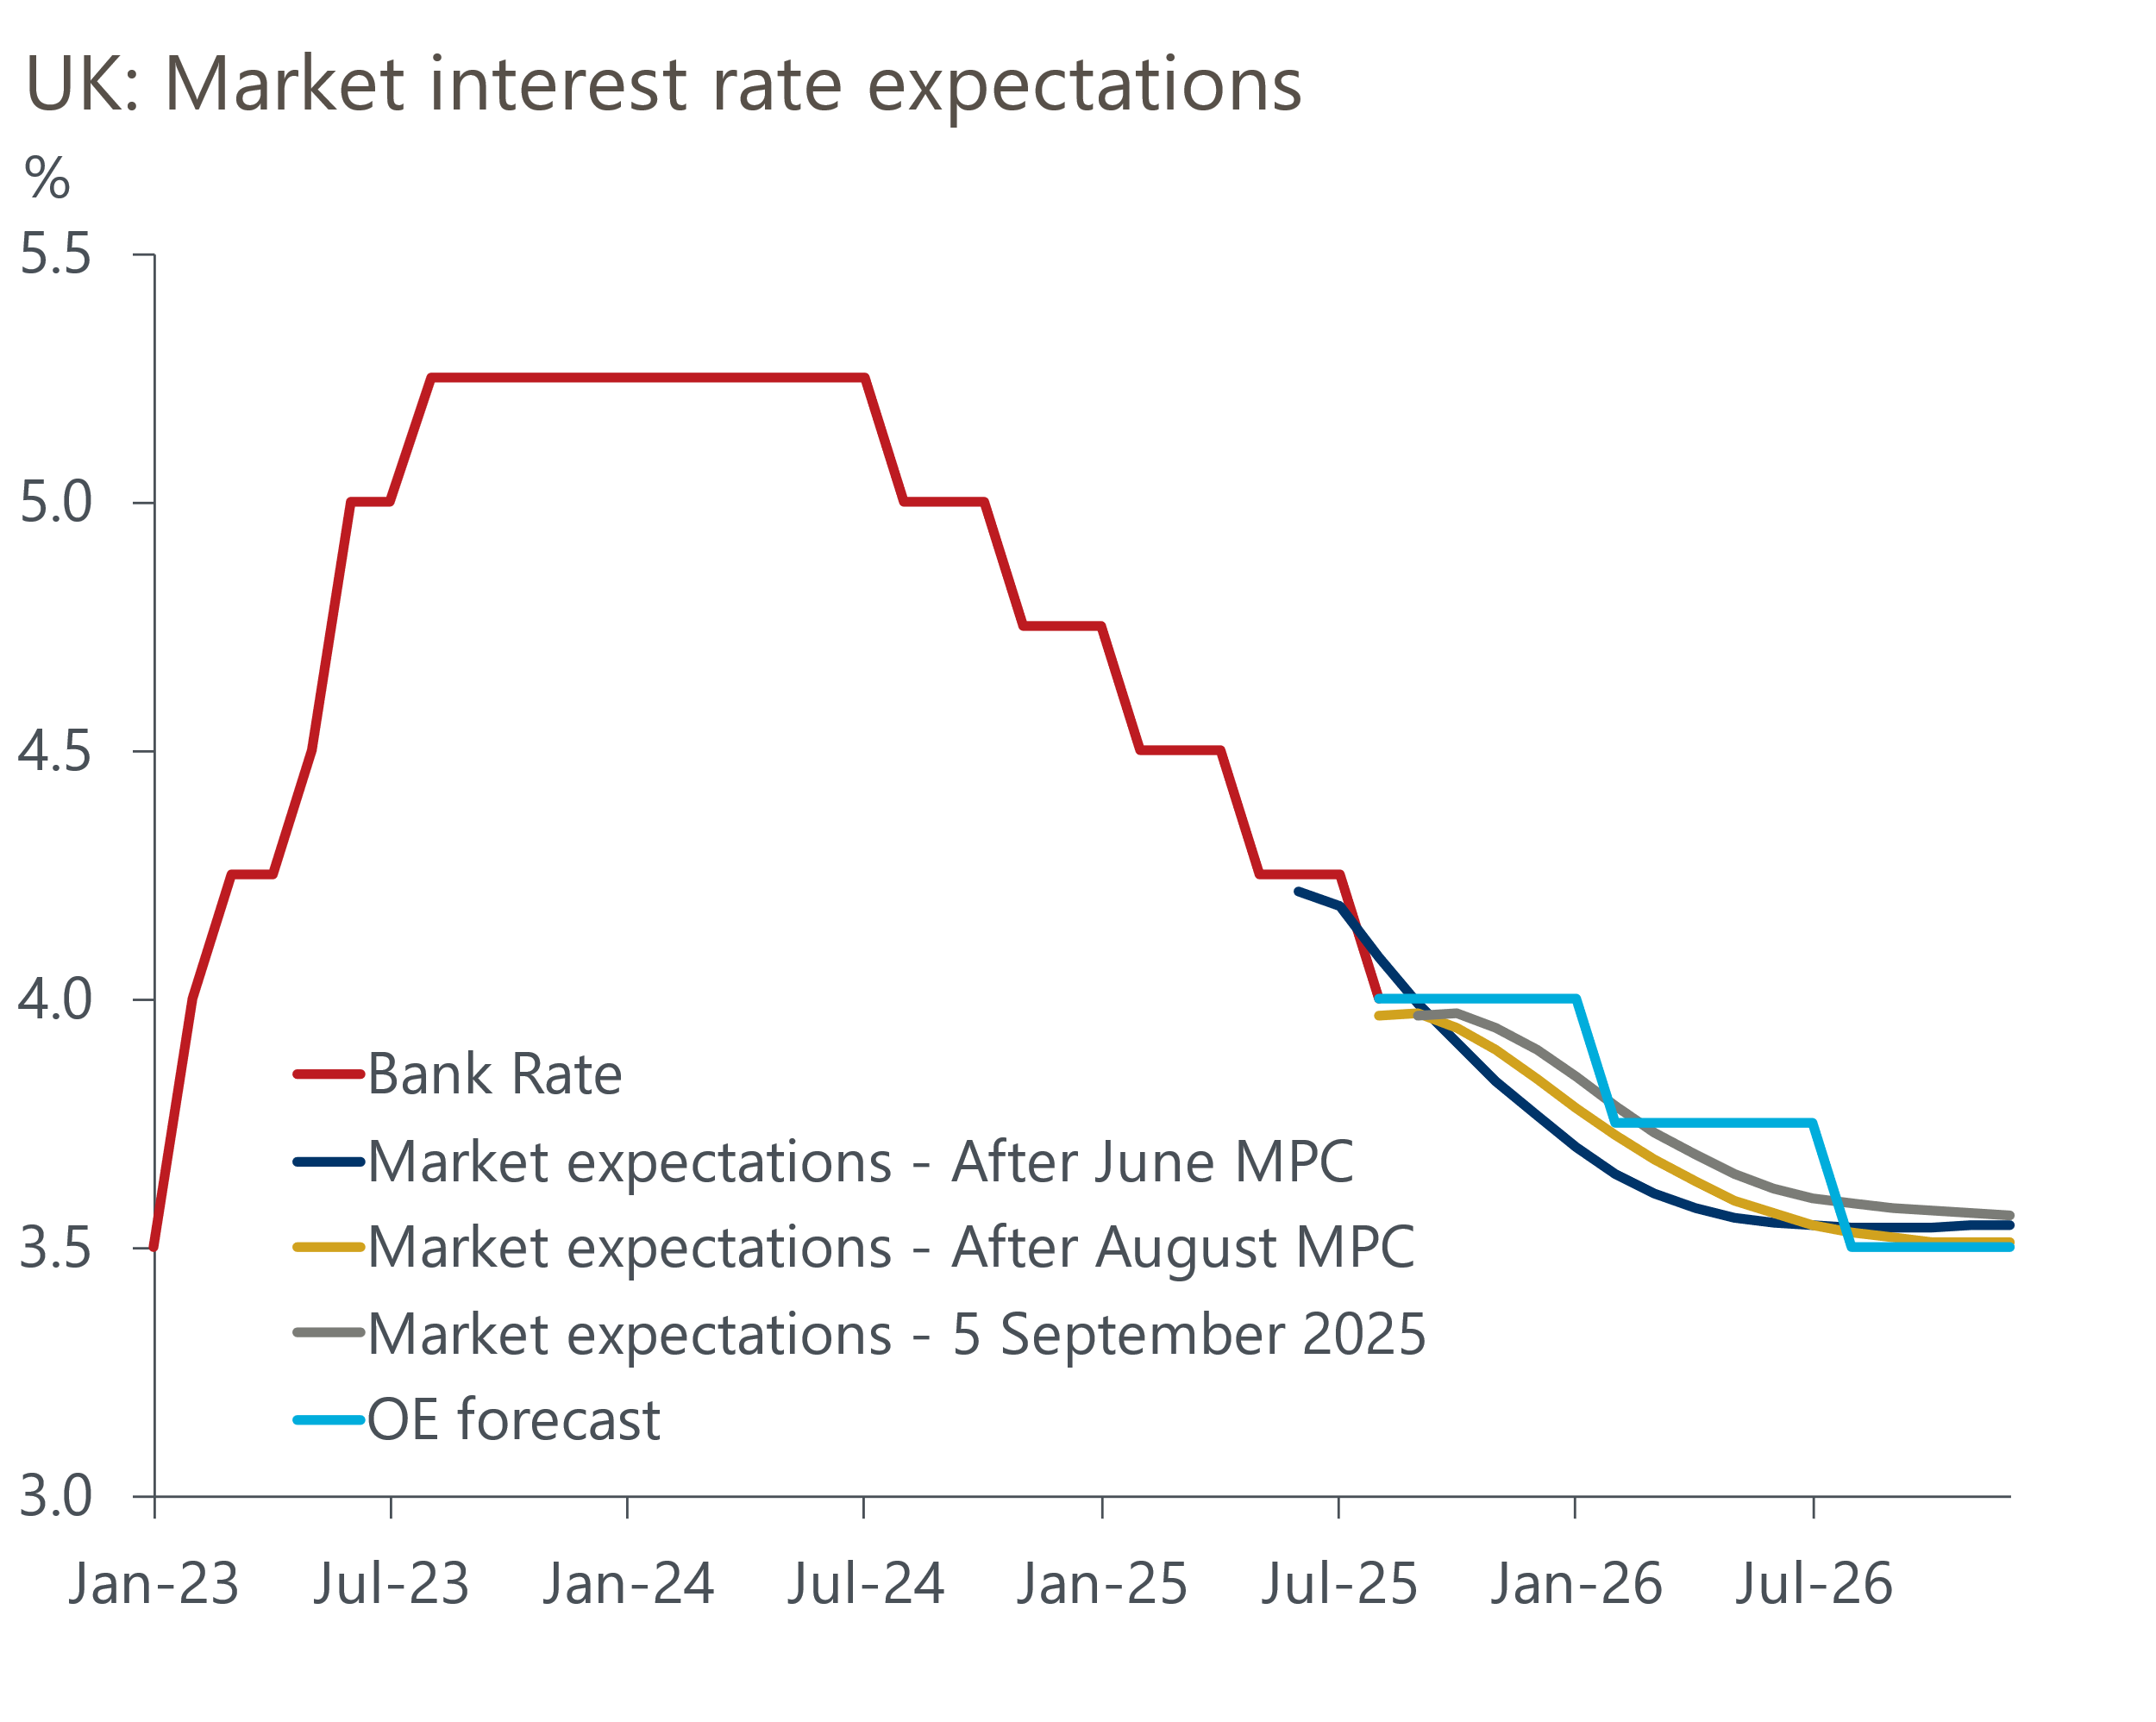 UK: Market interest rate expectations
%
5.5
5.0
4.5
4.0
3.5
3.0
Bank Rate
Market expectations - After June MPC
Market expectations - After August MPC
Market expectations - 5 September 2025
OE forecast
Jan-23 Jul-23 Jan-24 Jul-24 Jan-25 Jul-25 Jan-26 Jul-26